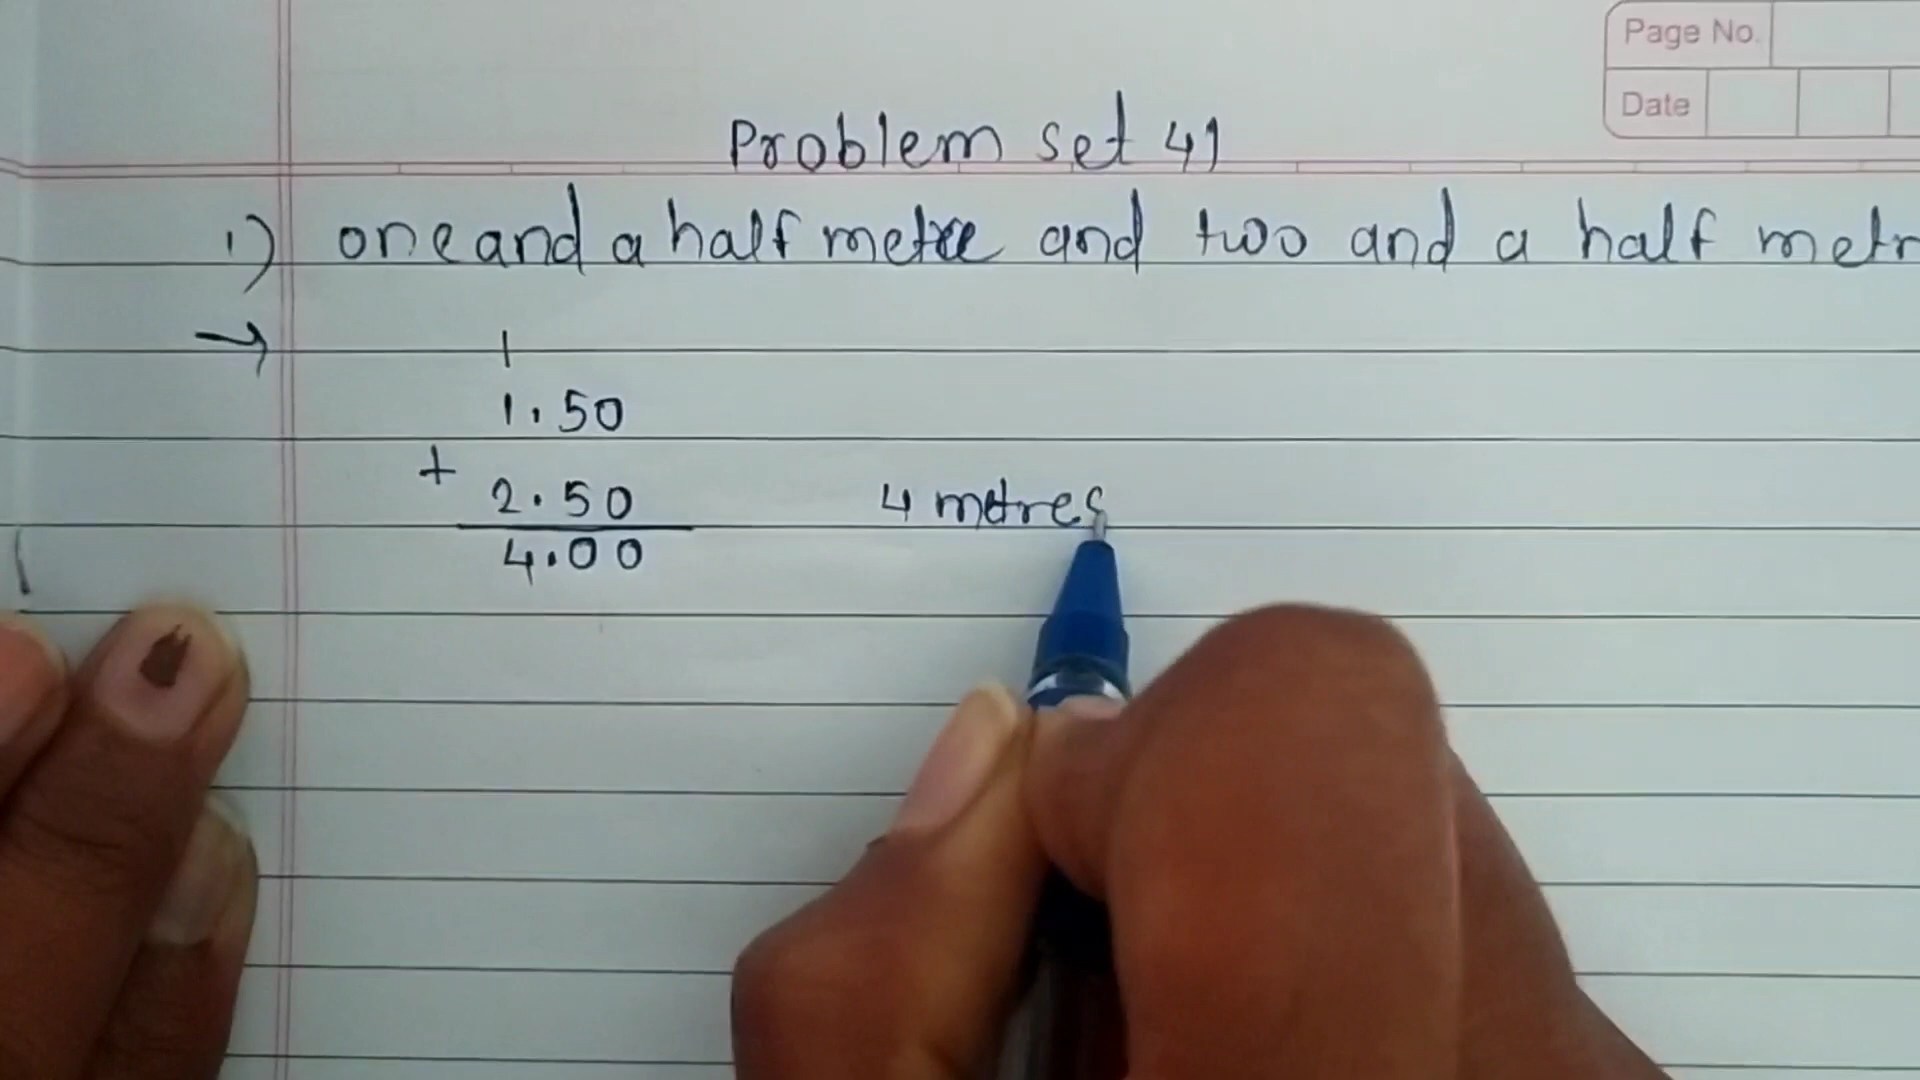 Page No.
Date
Problem set 41
1) one and a half metre and two and a half metr
→ 1
1.50
+ 2.50 4 metres
4.00